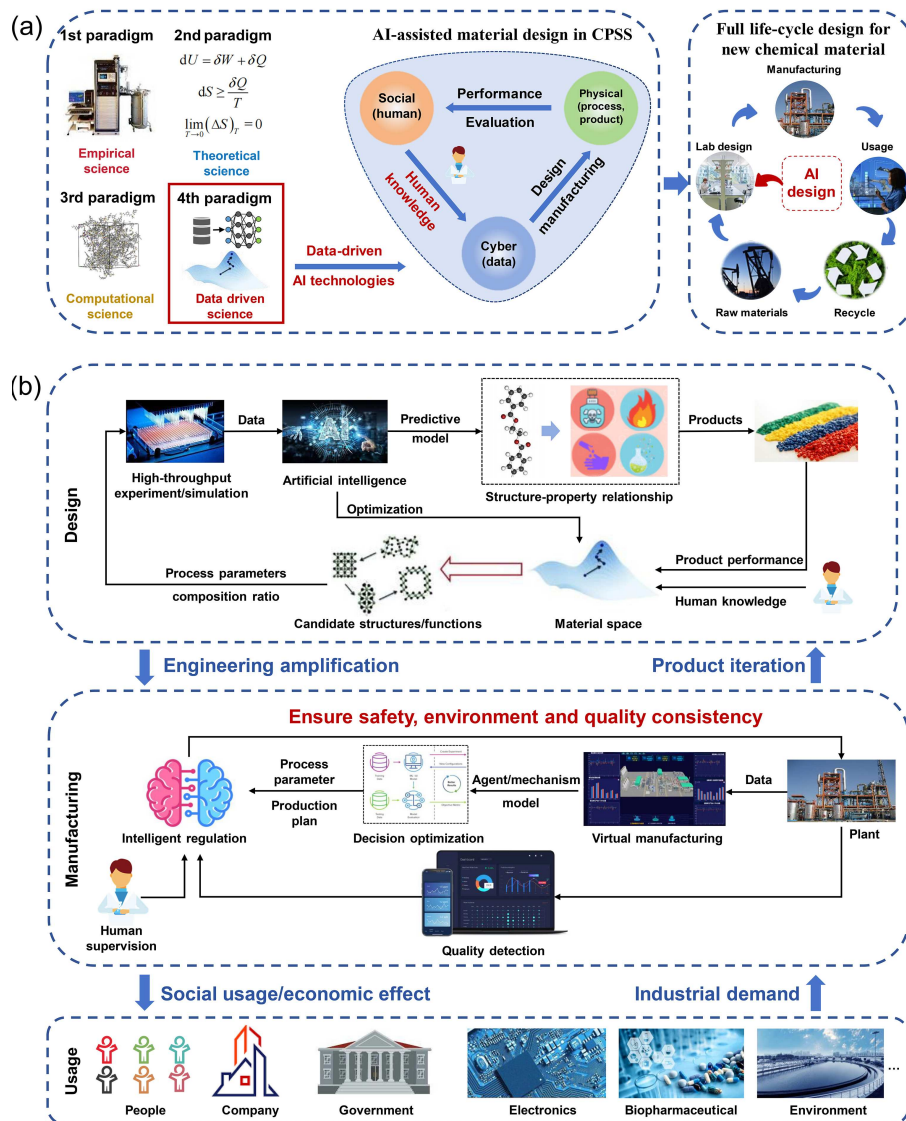 (a)
1st paradigm
Empirical
science
2nd paradigm
dU = δW + δQ
dS ≥ δQ/T
lim T→0 (ΔS)T = 0
Theoretical
science
3rd paradigm
Computational
science
4th paradigm
Data driven
science
Data-driven
AI technologies
AI-assisted material design in CPSS
Social
(human)
Performance
Evaluation
Physical
(process,
product)
Human
knowledge
Design
manufacturing
Cyber
(data)
Full life-cycle design for
new chemical material
Manufacturing
Lab design
Usage
AI
design
Raw materials
Recycle
(b)
Design
High-throughput
experiment/simulation
Data
AI
Artificial intelligence
Predictive
model
Structure-property relationship
Products
Optimization
Process parameters
composition ratio
Candidate structures/functions
Material space
Product performance
Human knowledge
Engineering amplification
Product iteration
Manufacturing
Ensure safety, environment and quality consistency
Intelligent regulation
Process
parameter
Production
plan
Decision optimization
Agent/mechanism
model
Virtual manufacturing
Data
Plant
Human
supervision
Quality detection
Social usage/economic effect
Industrial demand
Usage
People
Company
Government
Electronics
Biopharmaceutical
Environment
...